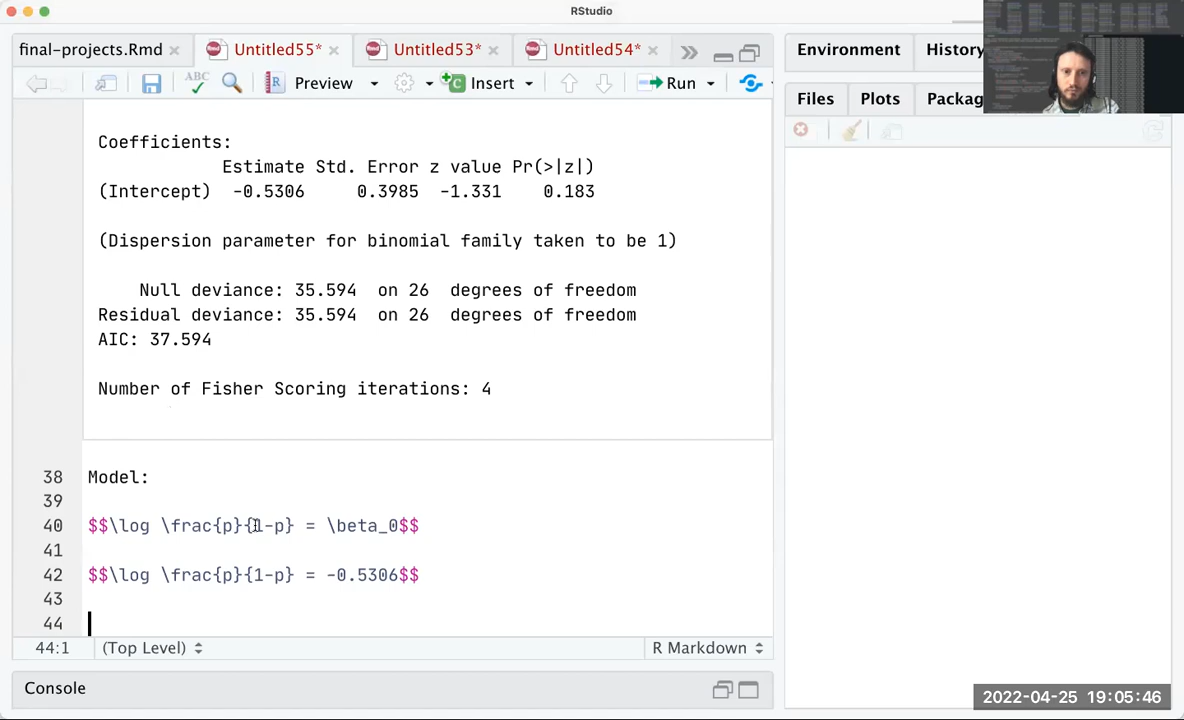 RStudio
final-projects.Rmd
Untitled55*
Untitled53*
Untitled54*
Environment
History
ABC
Preview
Insert
Run
Files
Plots
Packag
Coefficients:
Estimate Std. Error z value Pr(>|z|)
(Intercept) -0.5306 0.3985 -1.331 0.183
(Dispersion parameter for binomial family taken to be 1)
Null deviance: 35.594 on 26 degrees of freedom
Residual deviance: 35.594 on 26 degrees of freedom
AIC: 37.594
Number of Fisher Scoring iterations: 4
38 Model:
39
40 $$\log \frac{p}{1-p} = \beta_0$$
41
42 $$\log \frac{p}{1-p} = -0.5306$$
43
44
44:1 (Top Level) R Markdown
Console
2022-04-25 19:05:46